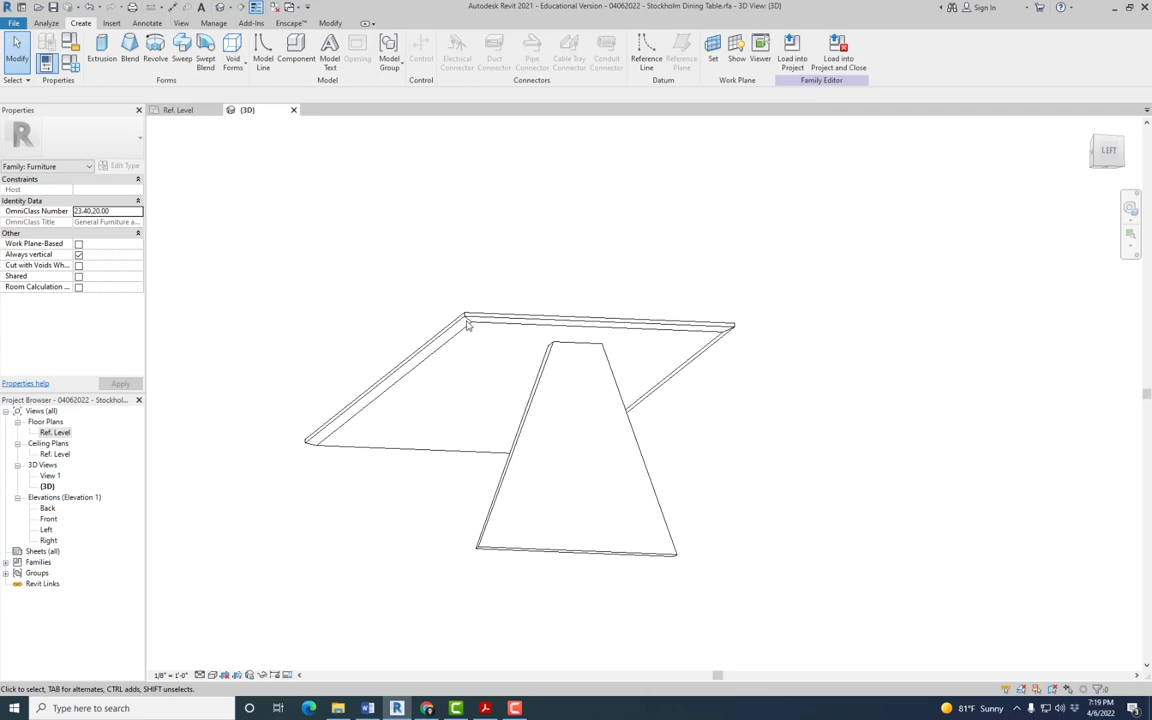 Autodesk Revit 2021 - Educational Version - 04062022 - Stockholm Dining Table.rfa - 3D View: {3D}
Sign In
File Analyze Create Insert Annotate View Manage Add-Ins Enscape™ Modify
Modify Extrusion Blend Revolve Sweep Swept Blend Void Forms Model Line Component Model Text Opening Model Group Control Electrical Connector Duct Connector Pipe Connector Cable Tray Connector Conduit Connector Reference Line Reference Plane Set Show Viewer Load into Project Load into Project and Close
Select Properties Forms Model Control Connectors Datum Work Plane Family Editor
Properties
Ref. Level
{3D}
R
LEFT
Family: Furniture
Edit Type
Constraints
Host
Identity Data
OmniClass Number 23.40.20.00
OmniClass Title General Furniture a...
Other
Work Plane-Based
Always vertical
Cut with Voids Wh...
Shared
Room Calculation ...
Properties help
Apply
Project Browser - 04062022 - Stockhol...
Views (all)
Floor Plans
Ref. Level
Ceiling Plans
Ref. Level
3D Views
View 1
{3D}
Elevations (Elevation 1)
Back
Front
Left
Right
Sheets (all)
Families
Groups
Revit Links
1/8" = 1'-0"
Click to select, TAB for alternates, CTRL adds, SHIFT unselects.
:0
Type here to search
81°F Sunny
7:19 PM
4/6/2022
3